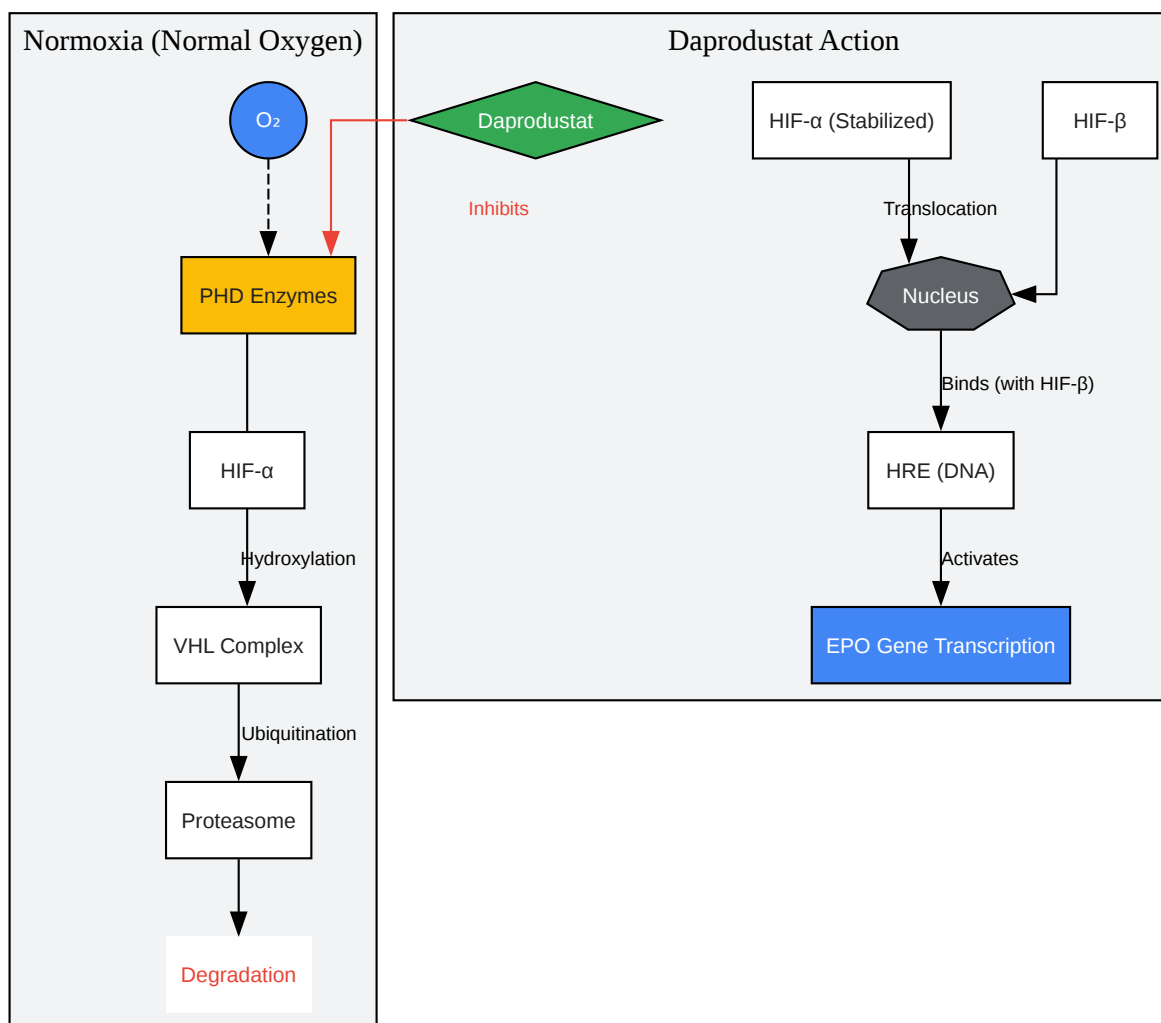 Normoxia (Normal Oxygen)
O₂
PHD Enzymes
HIF-α
Hydroxylation
VHL Complex
Ubiquitination
Proteasome
Degradation
Daprodustat Action
Daprodustat
Inhibits
HIF-α (Stabilized)
HIF-β
Translocation
Nucleus
Binds (with HIF-β)
HRE (DNA)
Activates
EPO Gene Transcription